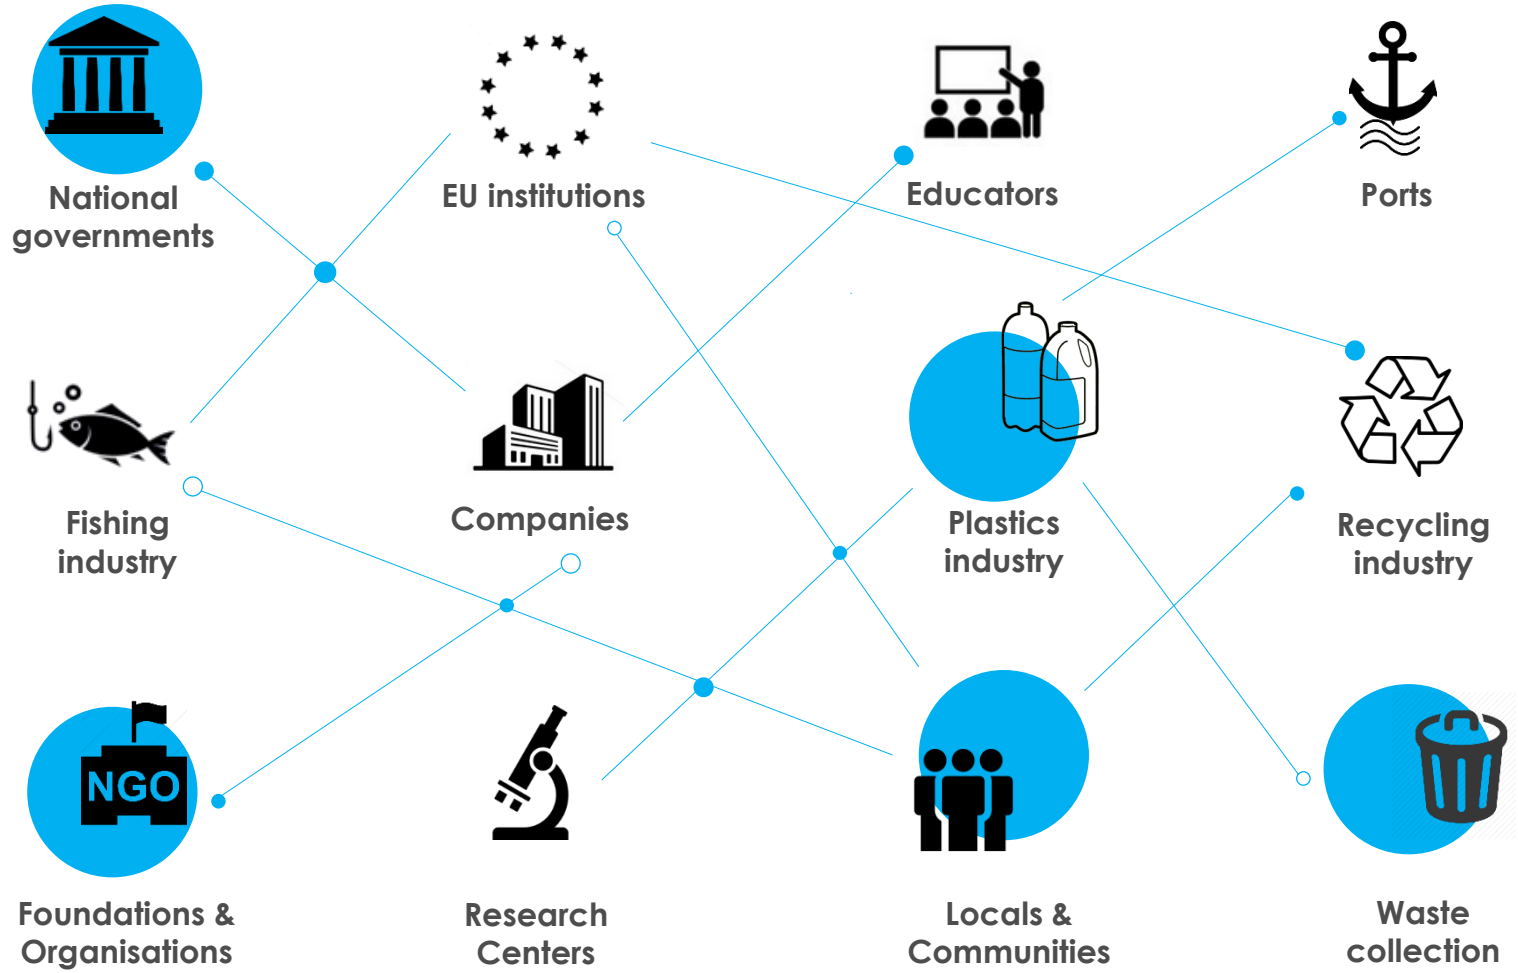 National
governments
EU institutions
Educators
Ports
Fishing
industry
Companies
Plastics
industry
Recycling
industry
NGO
Foundations &
Organisations
Research
Centers
Locals &
Communities
Waste
collection